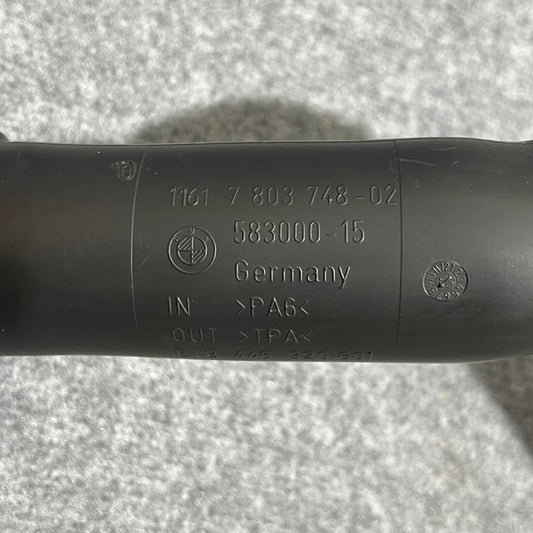 1161 7 803 748-02
583000-15
Germany
IN >PA6<
OUT >TPA<